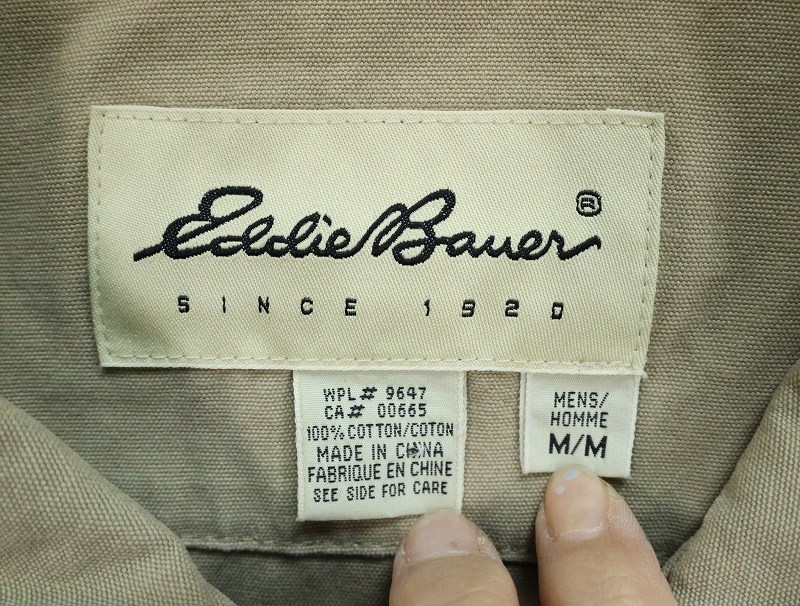 Eddie Bauer®
SINCE 1920
WPL# 9647
CA# 00665
100% COTTON/COTON
MADE IN CHINA
FABRIQUE EN CHINE
SEE SIDE FOR CARE
MENS/
HOMME
M/M